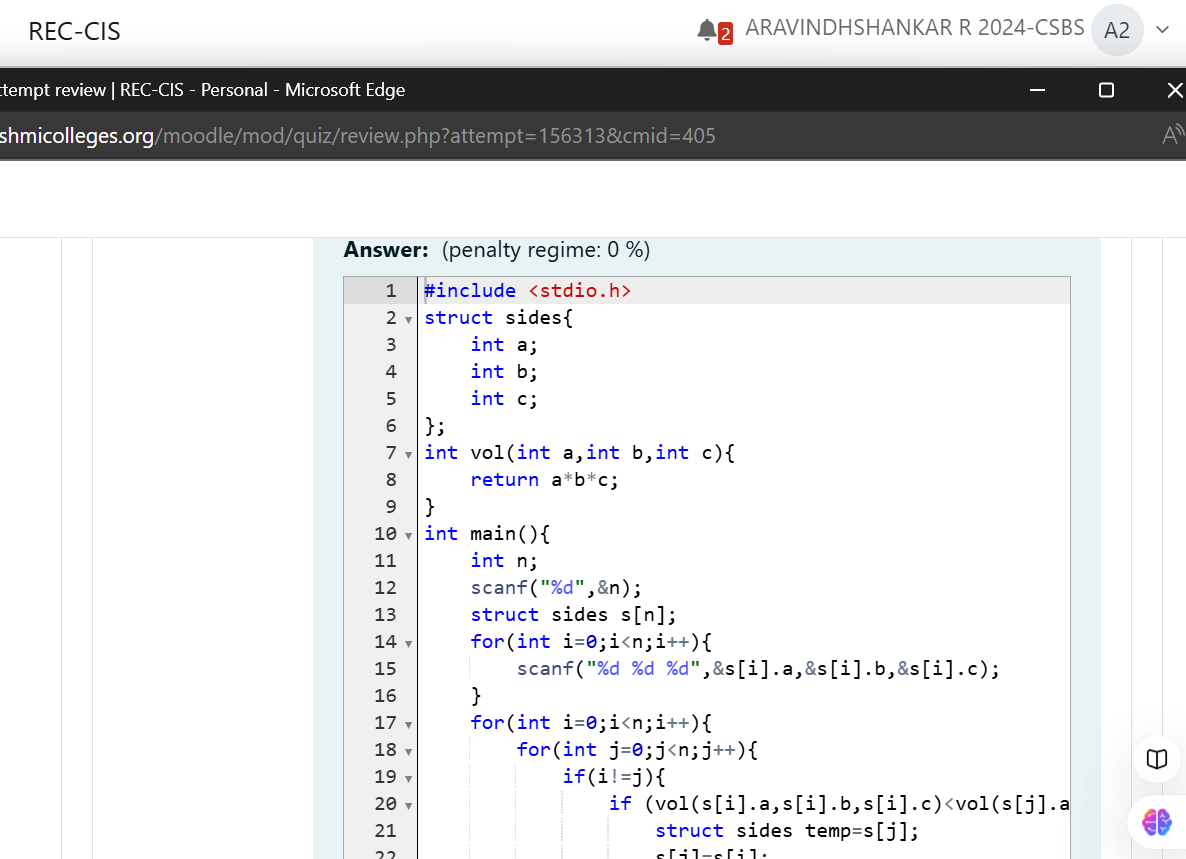 REC-CIS
2 ARAVINDHSHANKAR R 2024-CSBS A2
ttempt review | REC-CIS - Personal - Microsoft Edge
shmicolleges.org/moodle/mod/quiz/review.php?attempt=156313&cmid=405
Answer: (penalty regime: 0 %)
1 #include <stdio.h>
2 struct sides{
3 int a;
4 int b;
5 int c;
6 };
7 int vol(int a,int b,int c){
8 return a*b*c;
9 }
10 int main(){
11 int n;
12 scanf("%d",&n);
13 struct sides s[n];
14 for(int i=0;i<n;i++){
15 scanf("%d %d %d",&s[i].a,&s[i].b,&s[i].c);
16 }
17 for(int i=0;i<n;i++){
18 for(int j=0;j<n;j++){
19 if(i!=j){
20 if (vol(s[i].a,s[i].b,s[i].c)<vol(s[j].a
21 struct sides temp=s[j];
22 s[j]=s[i];